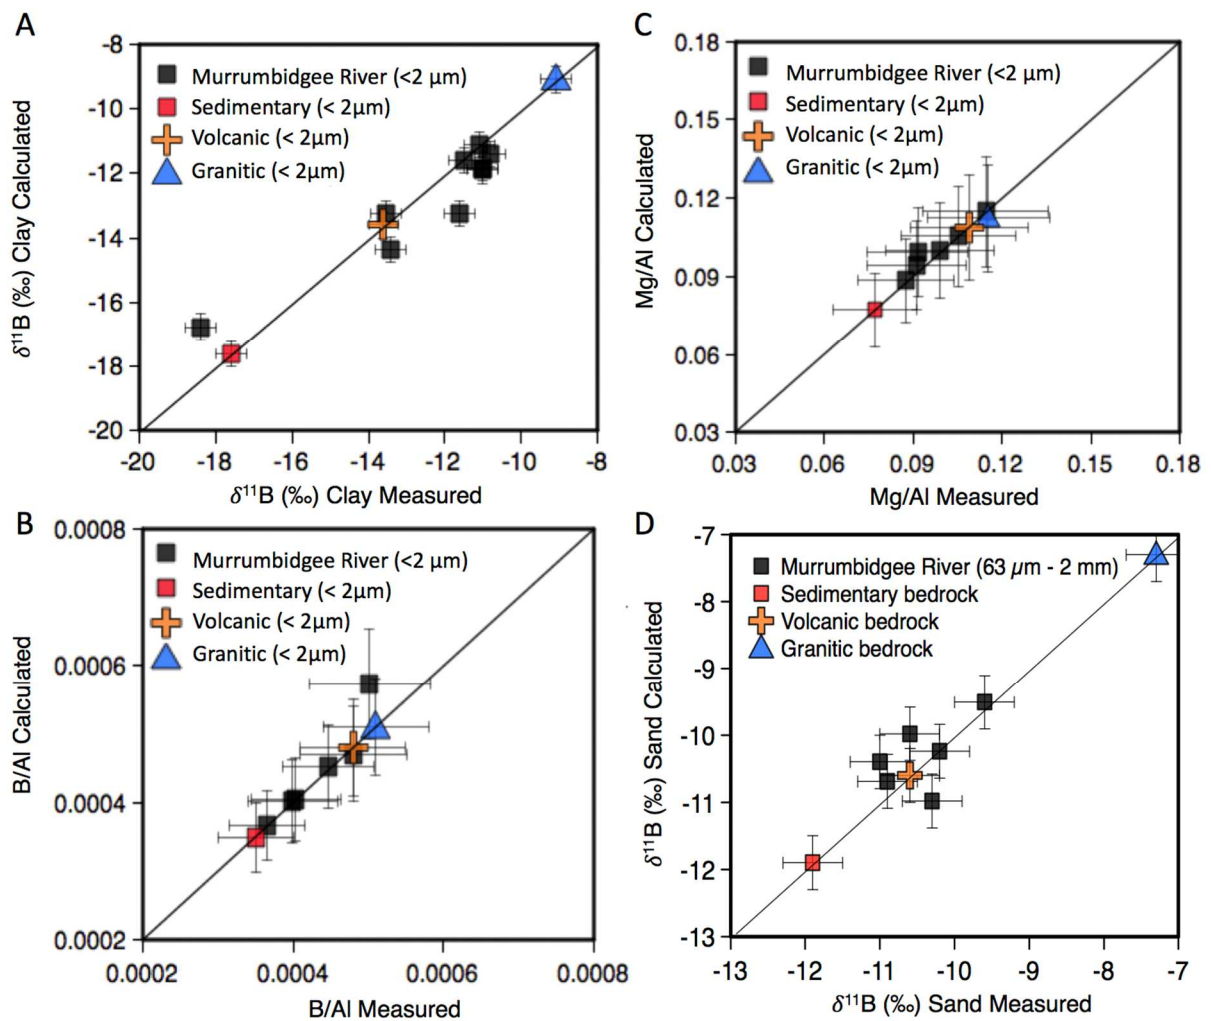 A
δ¹¹B (‰) Clay Calculated
-8
-10
-12
-14
-16
-18
-20
Murrumbidgee River (<2 μm)
Sedimentary (< 2μm)
Volcanic (< 2μm)
Granitic (< 2μm)
-20 -18 -16 -14 -12 -10 -8
δ¹¹B (‰) Clay Measured
C
Mg/Al Calculated
0.18
0.15
0.12
0.09
0.06
0.03
Murrumbidgee River (<2 μm)
Sedimentary (< 2μm)
Volcanic (< 2μm)
Granitic (< 2μm)
0.03 0.06 0.09 0.12 0.15 0.18
Mg/Al Measured
B
B/Al Calculated
0.0008
0.0006
0.0004
0.0002
Murrumbidgee River (<2 μm)
Sedimentary (< 2μm)
Volcanic (< 2μm)
Granitic (< 2μm)
0.0002 0.0004 0.0006 0.0008
B/Al Measured
D
δ¹¹B (‰) Sand Calculated
-7
-8
-9
-10
-11
-12
-13
Murrumbidgee River (63 μm - 2 mm)
Sedimentary bedrock
Volcanic bedrock
Granitic bedrock
-13 -12 -11 -10 -9 -8 -7
δ¹¹B (‰) Sand Measured